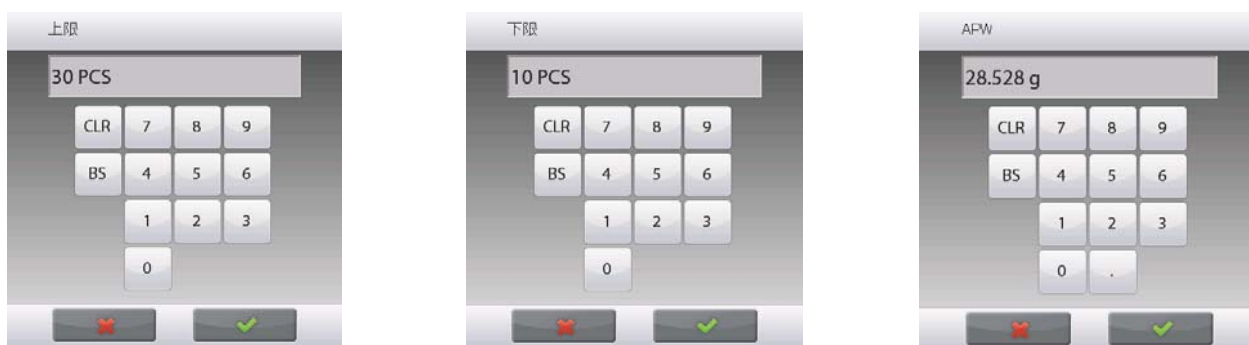 上限
30 PCS
CLR 7 8 9
BS 4 5 6
1 2 3
0
下限
10 PCS
CLR 7 8 9
BS 4 5 6
1 2 3
0
APW
28.528 g
CLR 7 8 9
BS 4 5 6
1 2 3
0 .